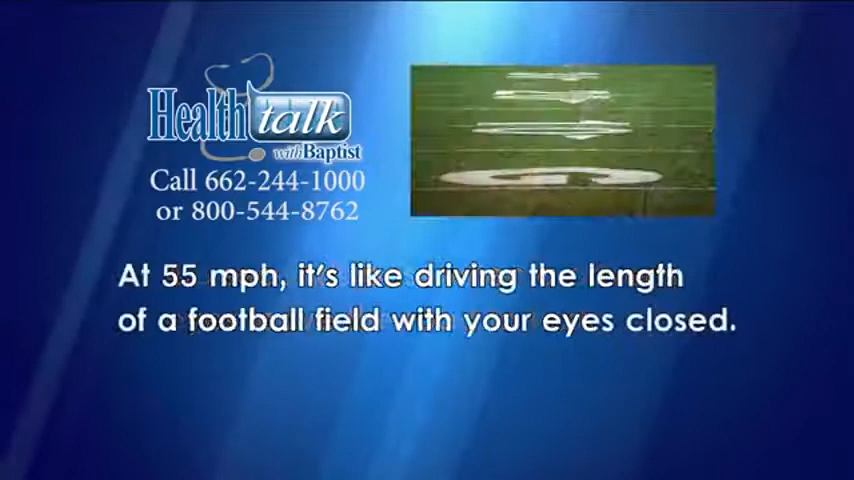 Health
talk
with Baptist
Call 662-244-1000
or 800-544-8762
At 55 mph, it's like driving the length
of a football field with your eyes closed.